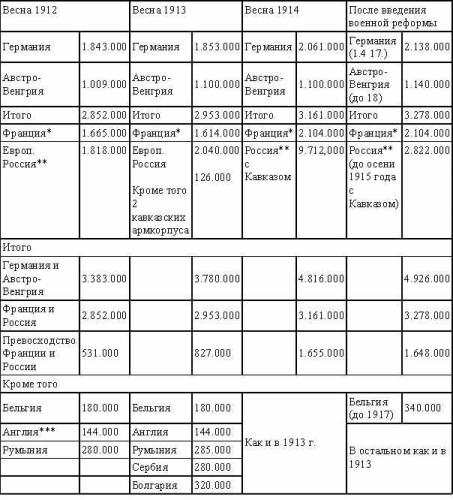 Весна 1912 Весна 1913 Весна 1914 После введения
военной реформы
Германия 1.843.000 Германия 1.853.000 Германия 2.061.000 Германия
(1.4 17.) 2.138.000
Австро-
Венгрия 1.009.000 Австро-
Венгрия 1.100.000 Австро-
Венгрия 1.100.000 Австро-
Венгрия
(до 18) 1.140.000
Итого 2.852.000 Итого 2.953.000 Итого 3.161.000 Итого 3.278.000
Франция* 1.665.000 Франция* 1.614.000 Франция* 2.104.000 Франция* 2.104.000
Европ.
Россия** 1.818.000 Европ.
Россия 2.040.000
Кроме того
2
кавказских
армкорпуса 126.000 Россия**
с
Кавказом 9.712,000 Россия**
(до осени
1915 года
с
Кавказом) 2.822.000
Итого
Германия и
Австро-
Венгрия 3.383.000 3.780.000 4.816.000 4.926.000
Франция и
Россия 2.852.000 2.953.000 3.161.000 3.278.000
Превосходство
Франции и
России 531.000 827.000 1.655.000 1.648.000
Кроме того
Бельгия 180.000 Бельгия 180.000 Как и в 1913 г. Бельгия
(до 1917) 340.000
Англия*** 144.000 Англия 144.000 В остальном как и в
1913
Румыния 280.000 Румыния 285.000
Сербия 280.000
Болгария 320.000